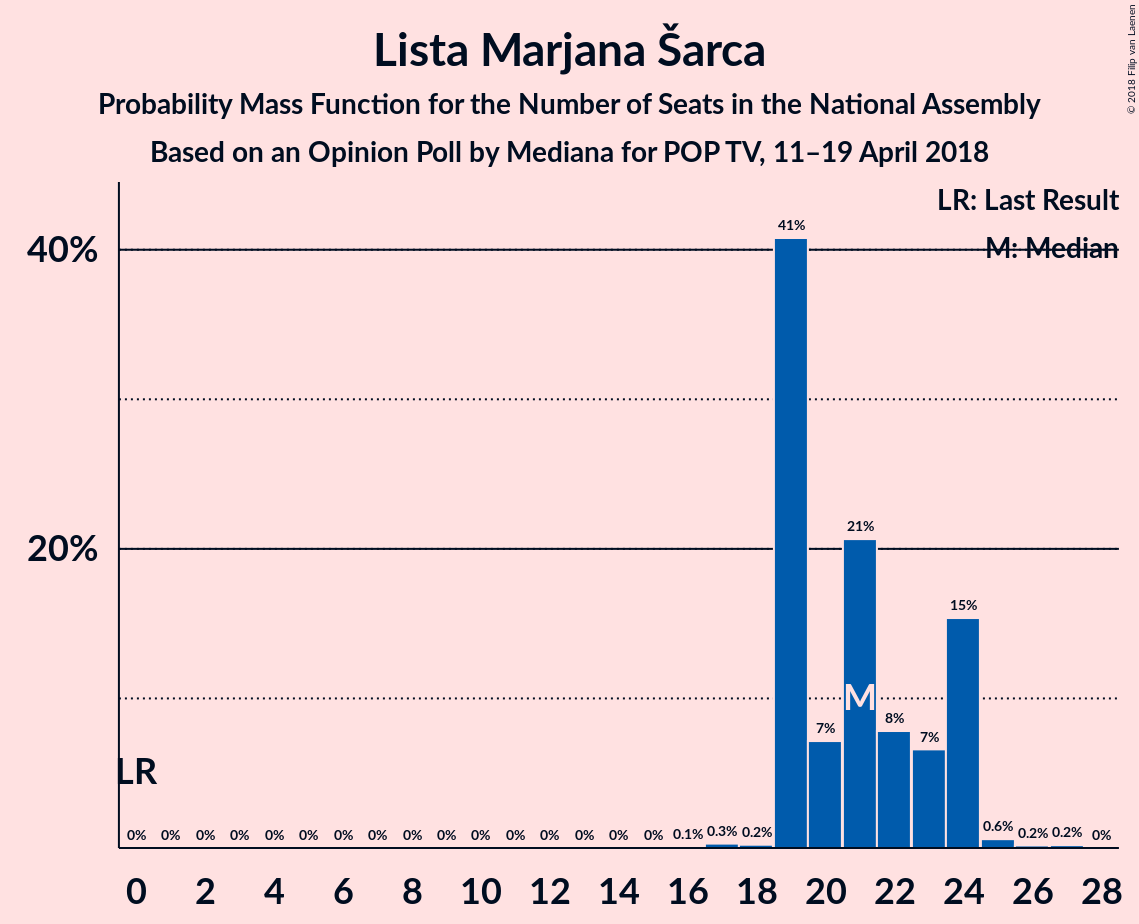 Lista Marjana Šarca
Probability Mass Function for the Number of Seats in the National Assembly
Based on an Opinion Poll by Mediana for POP TV, 11–19 April 2018
© 2018 Filip van Laenen
LR: Last Result
M: Median
40%
20%
41%
21%
15%
7%
8%
7%
M
LR
0% 0% 0% 0% 0% 0% 0% 0% 0% 0% 0% 0% 0% 0% 0% 0% 0.1% 0.3% 0.2% 0.6% 0.2% 0.2% 0%
0 2 4 6 8 10 12 14 16 18 20 22 24 26 28